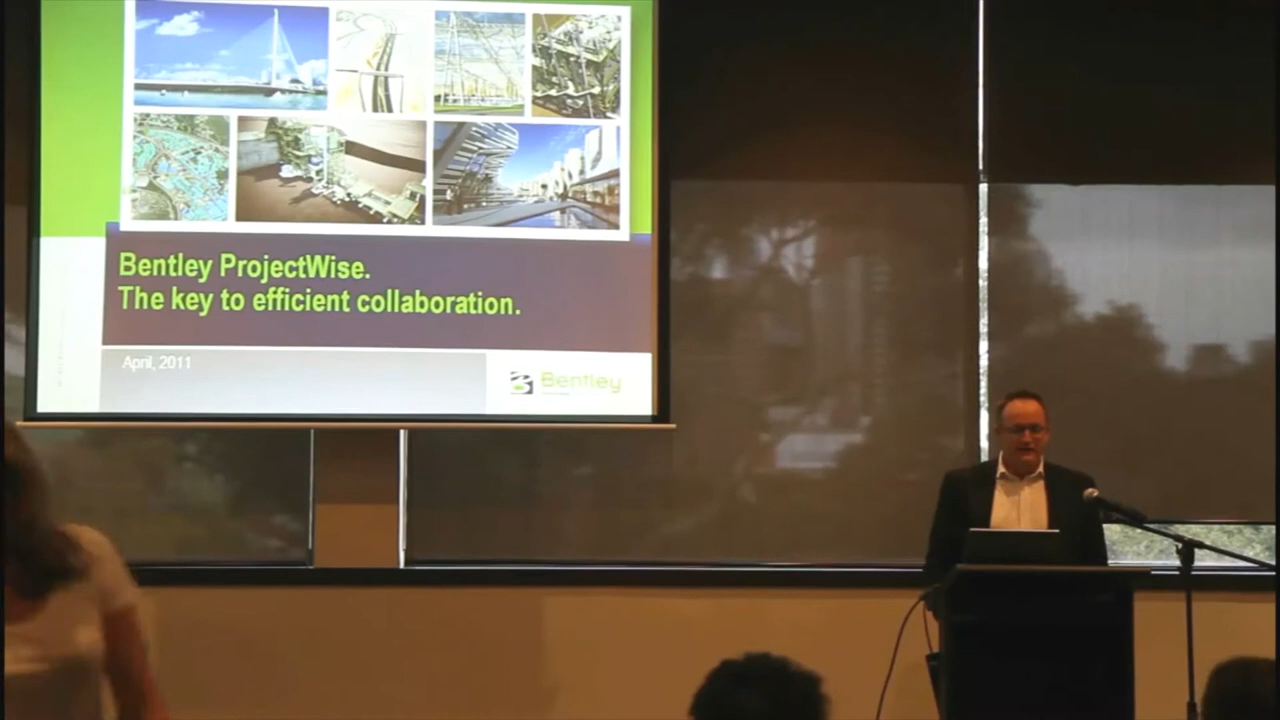 Bentley ProjectWise.
The key to efficient collaboration.
April, 2011
Bentley